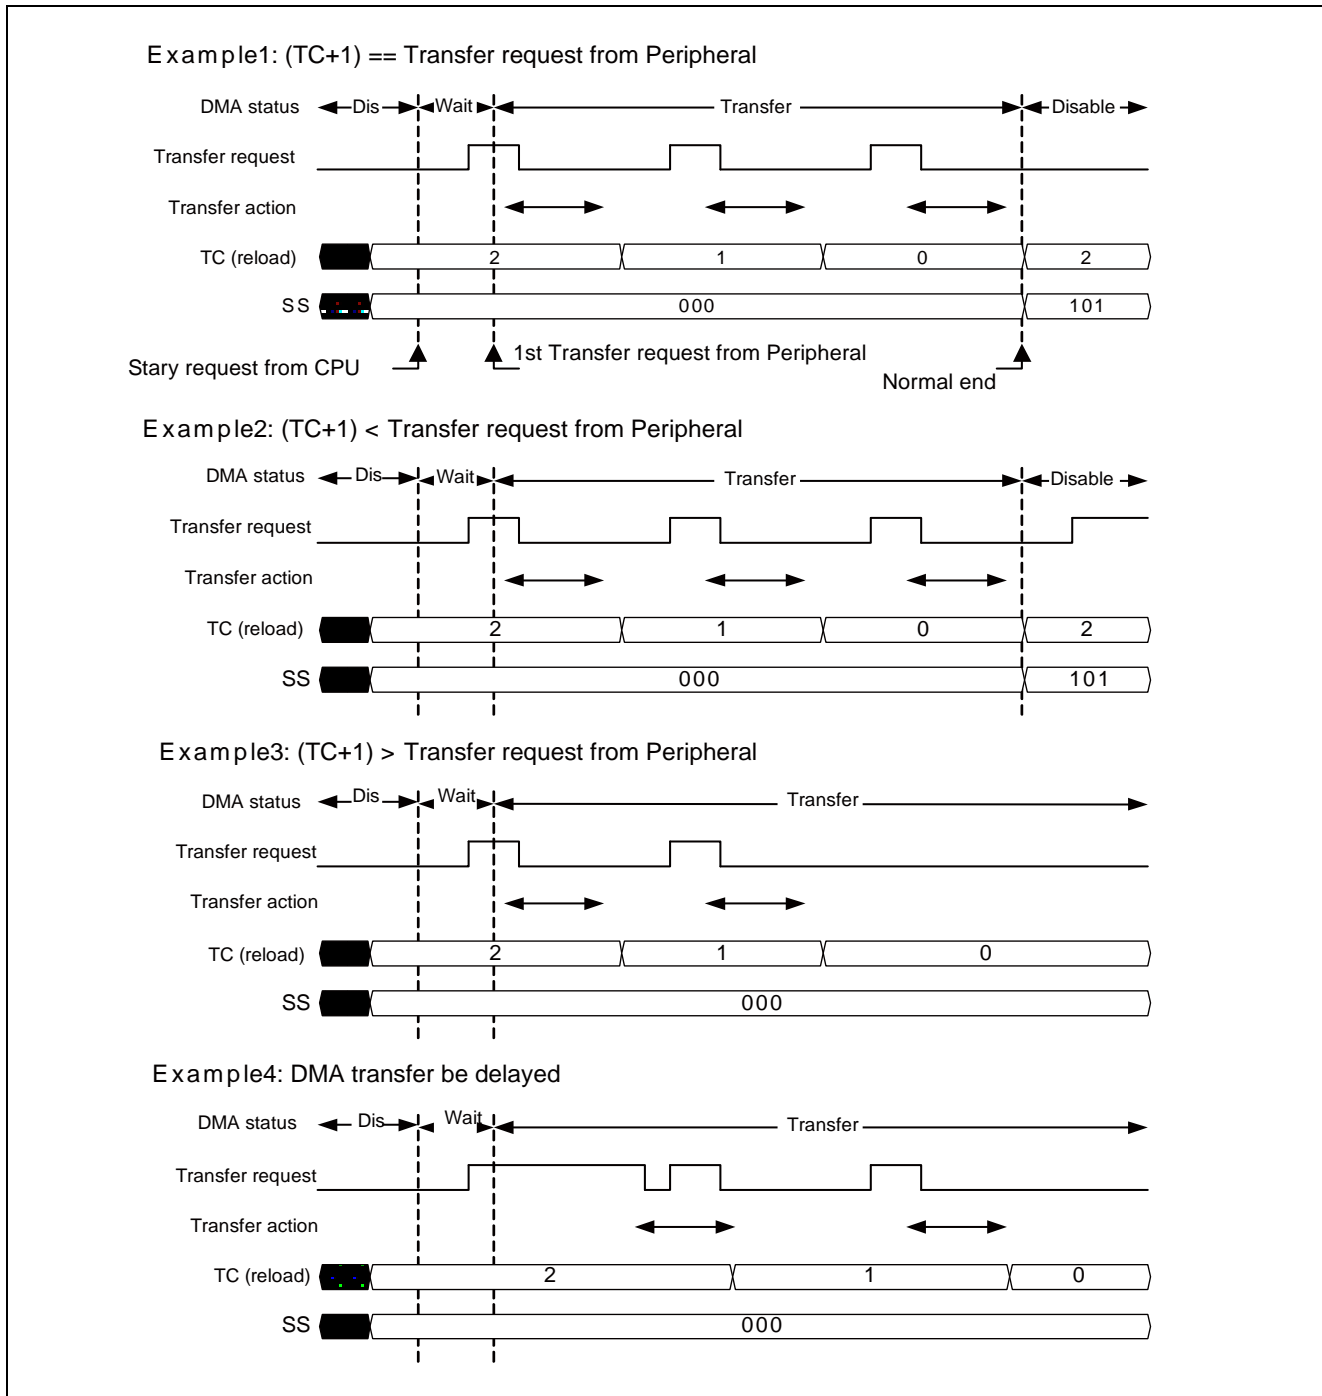 Example1: (TC+1) == Transfer request from Peripheral
DMA status Dis Wait Transfer Disable
Transfer request
Transfer action
TC (reload) 2 1 0 2
SS 000 101
Stary request from CPU 1st Transfer request from Peripheral Normal end
Example2: (TC+1) < Transfer request from Peripheral
DMA status Dis Wait Transfer Disable
Transfer request
Transfer action
TC (reload) 2 1 0 2
SS 000 101
Example3: (TC+1) > Transfer request from Peripheral
DMA status Dis Wait Transfer
Transfer request
Transfer action
TC (reload) 2 1 0
SS 000
Example4: DMA transfer be delayed
DMA status Dis Wait Transfer
Transfer request
Transfer action
TC (reload) 2 1 0
SS 000